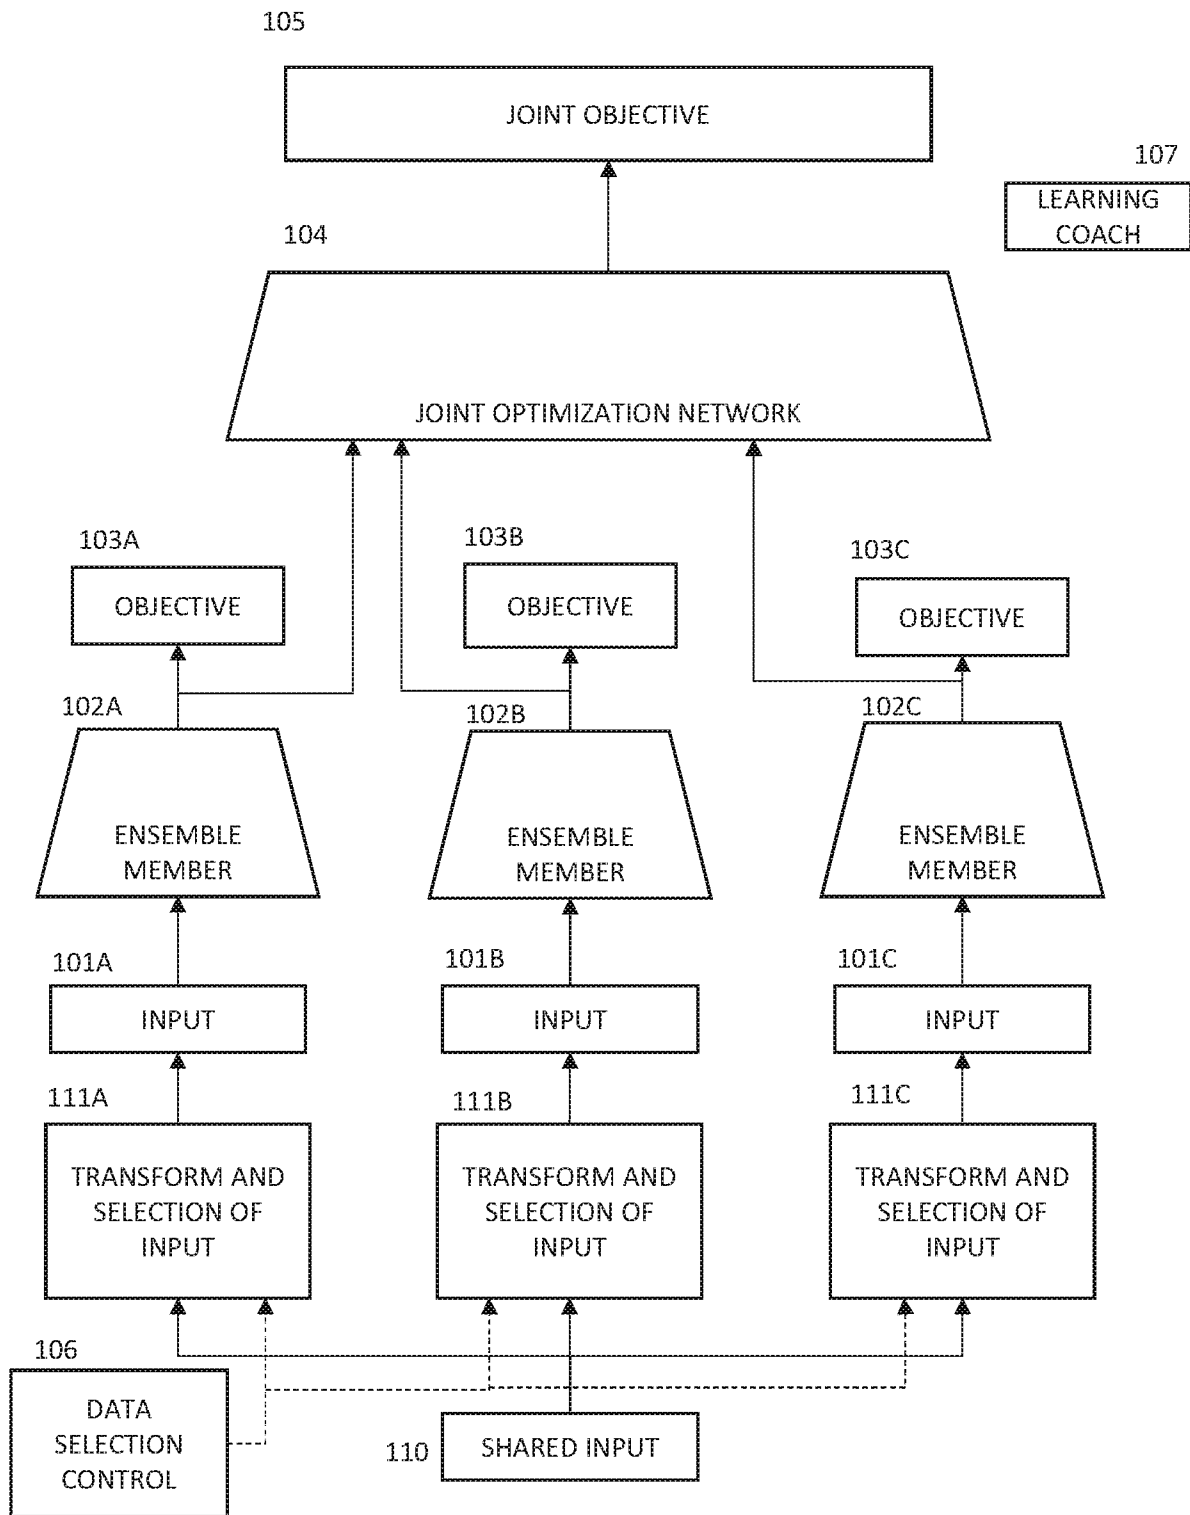 105
JOINT OBJECTIVE
107
LEARNING
COACH
104
JOINT OPTIMIZATION NETWORK
103A
OBJECTIVE
103B
OBJECTIVE
103C
OBJECTIVE
102A
ENSEMBLE
MEMBER
102B
ENSEMBLE
MEMBER
102C
ENSEMBLE
MEMBER
101A
INPUT
101B
INPUT
101C
INPUT
111A
TRANSFORM AND
SELECTION OF
INPUT
111B
TRANSFORM AND
SELECTION OF
INPUT
111C
TRANSFORM AND
SELECTION OF
INPUT
106
DATA
SELECTION
CONTROL
110
SHARED INPUT